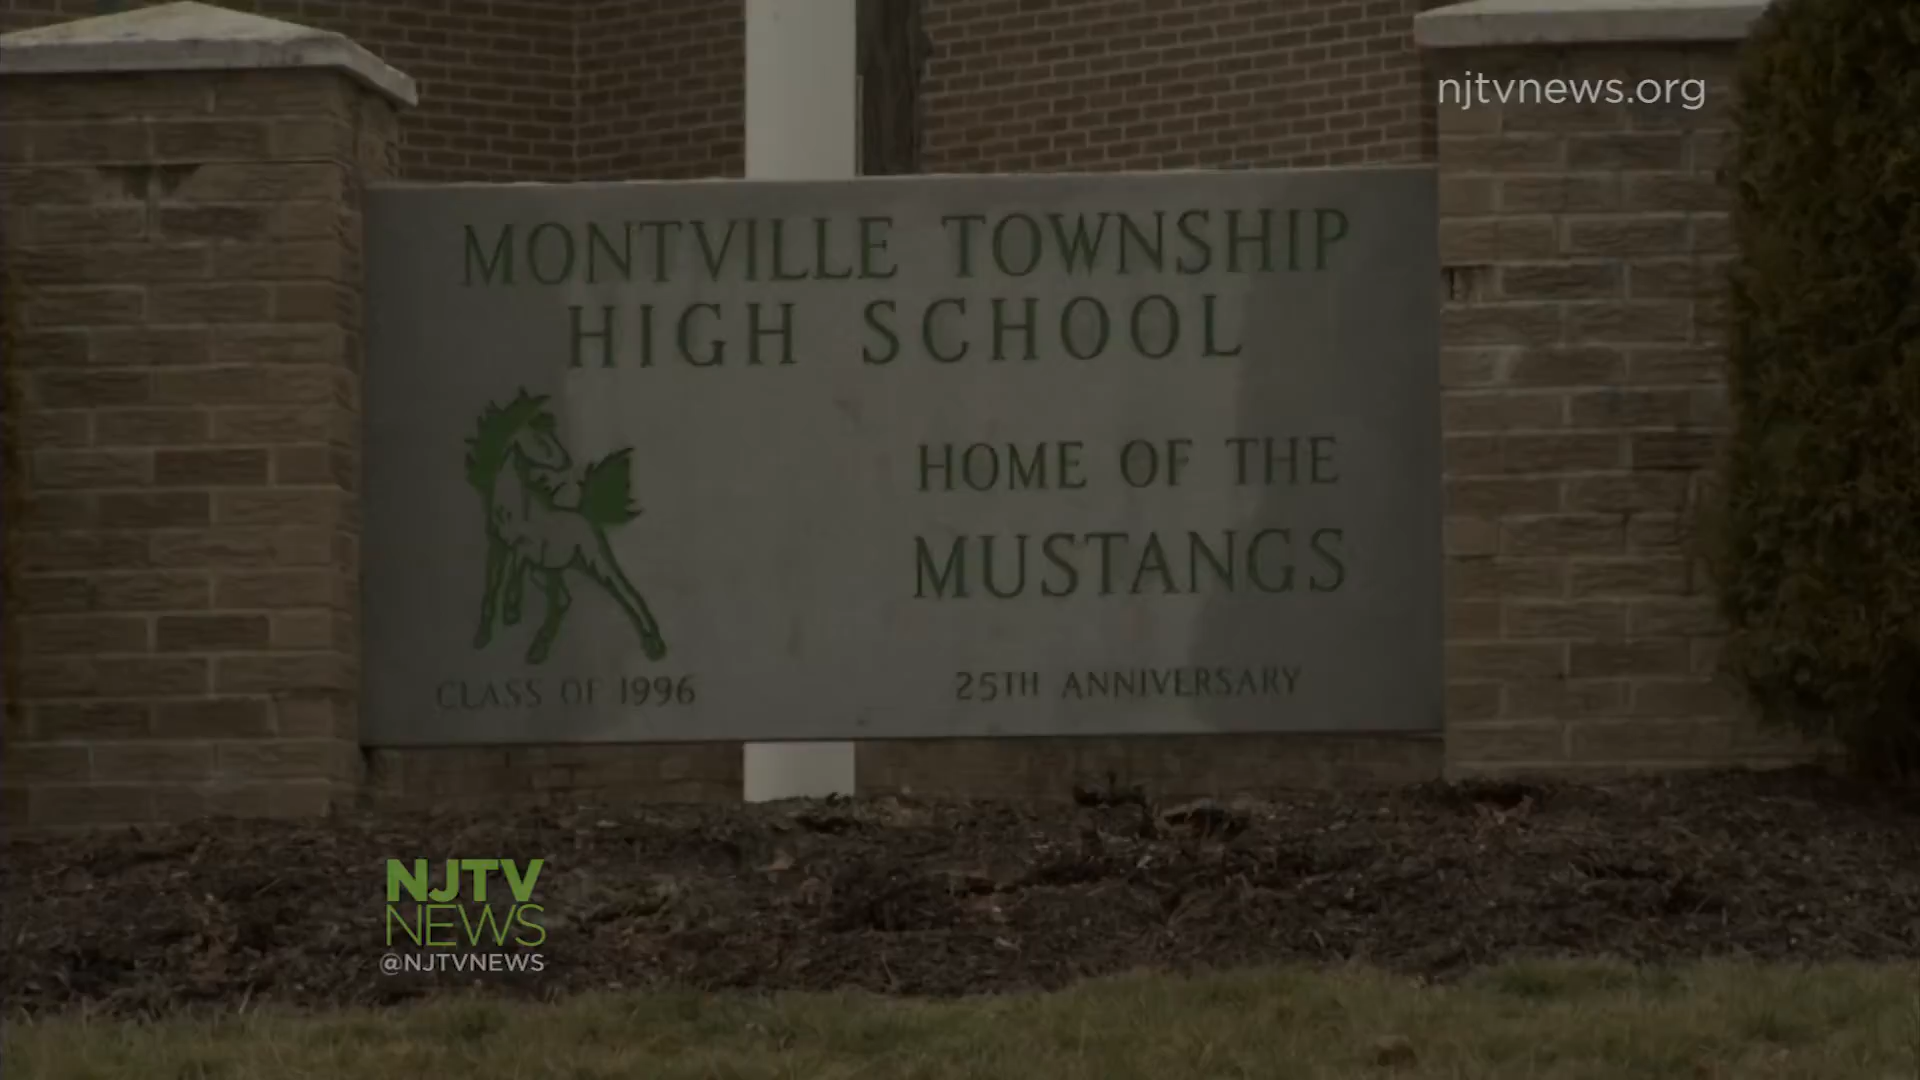 njtvnews.org
MONTVILLE TOWNSHIP
HIGH SCHOOL
HOME OF THE
MUSTANGS
CLASS OF 1996
25TH ANNIVERSARY
NJTV
NEWS
@NJTVNEWS